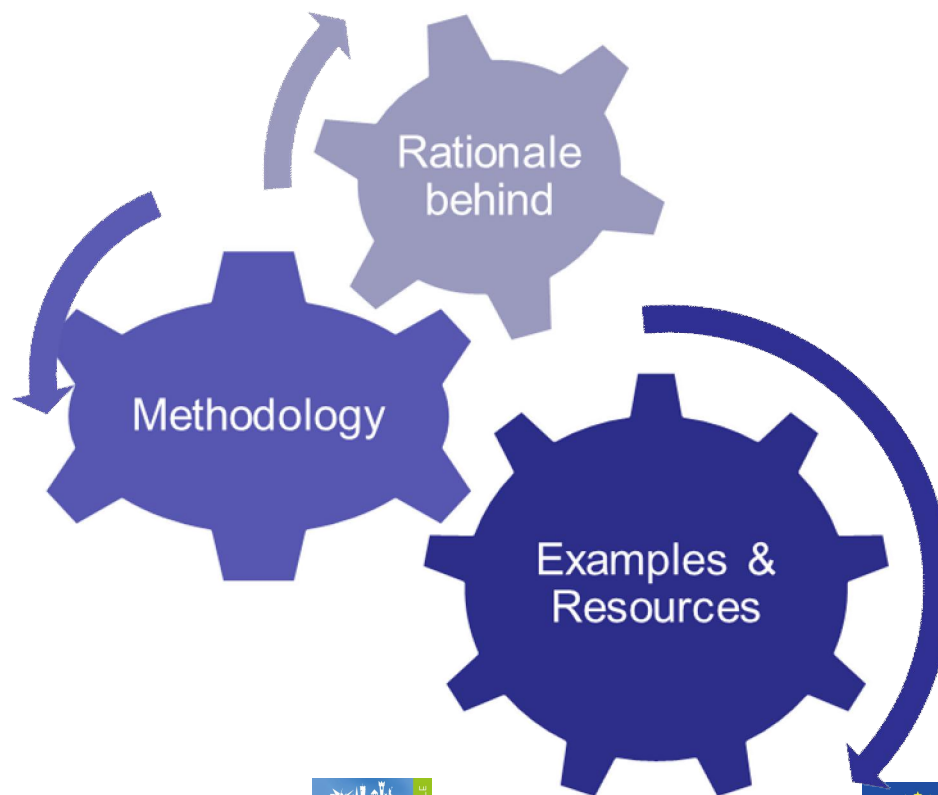 Rationale
behind
Methodology
Examples &
Resources